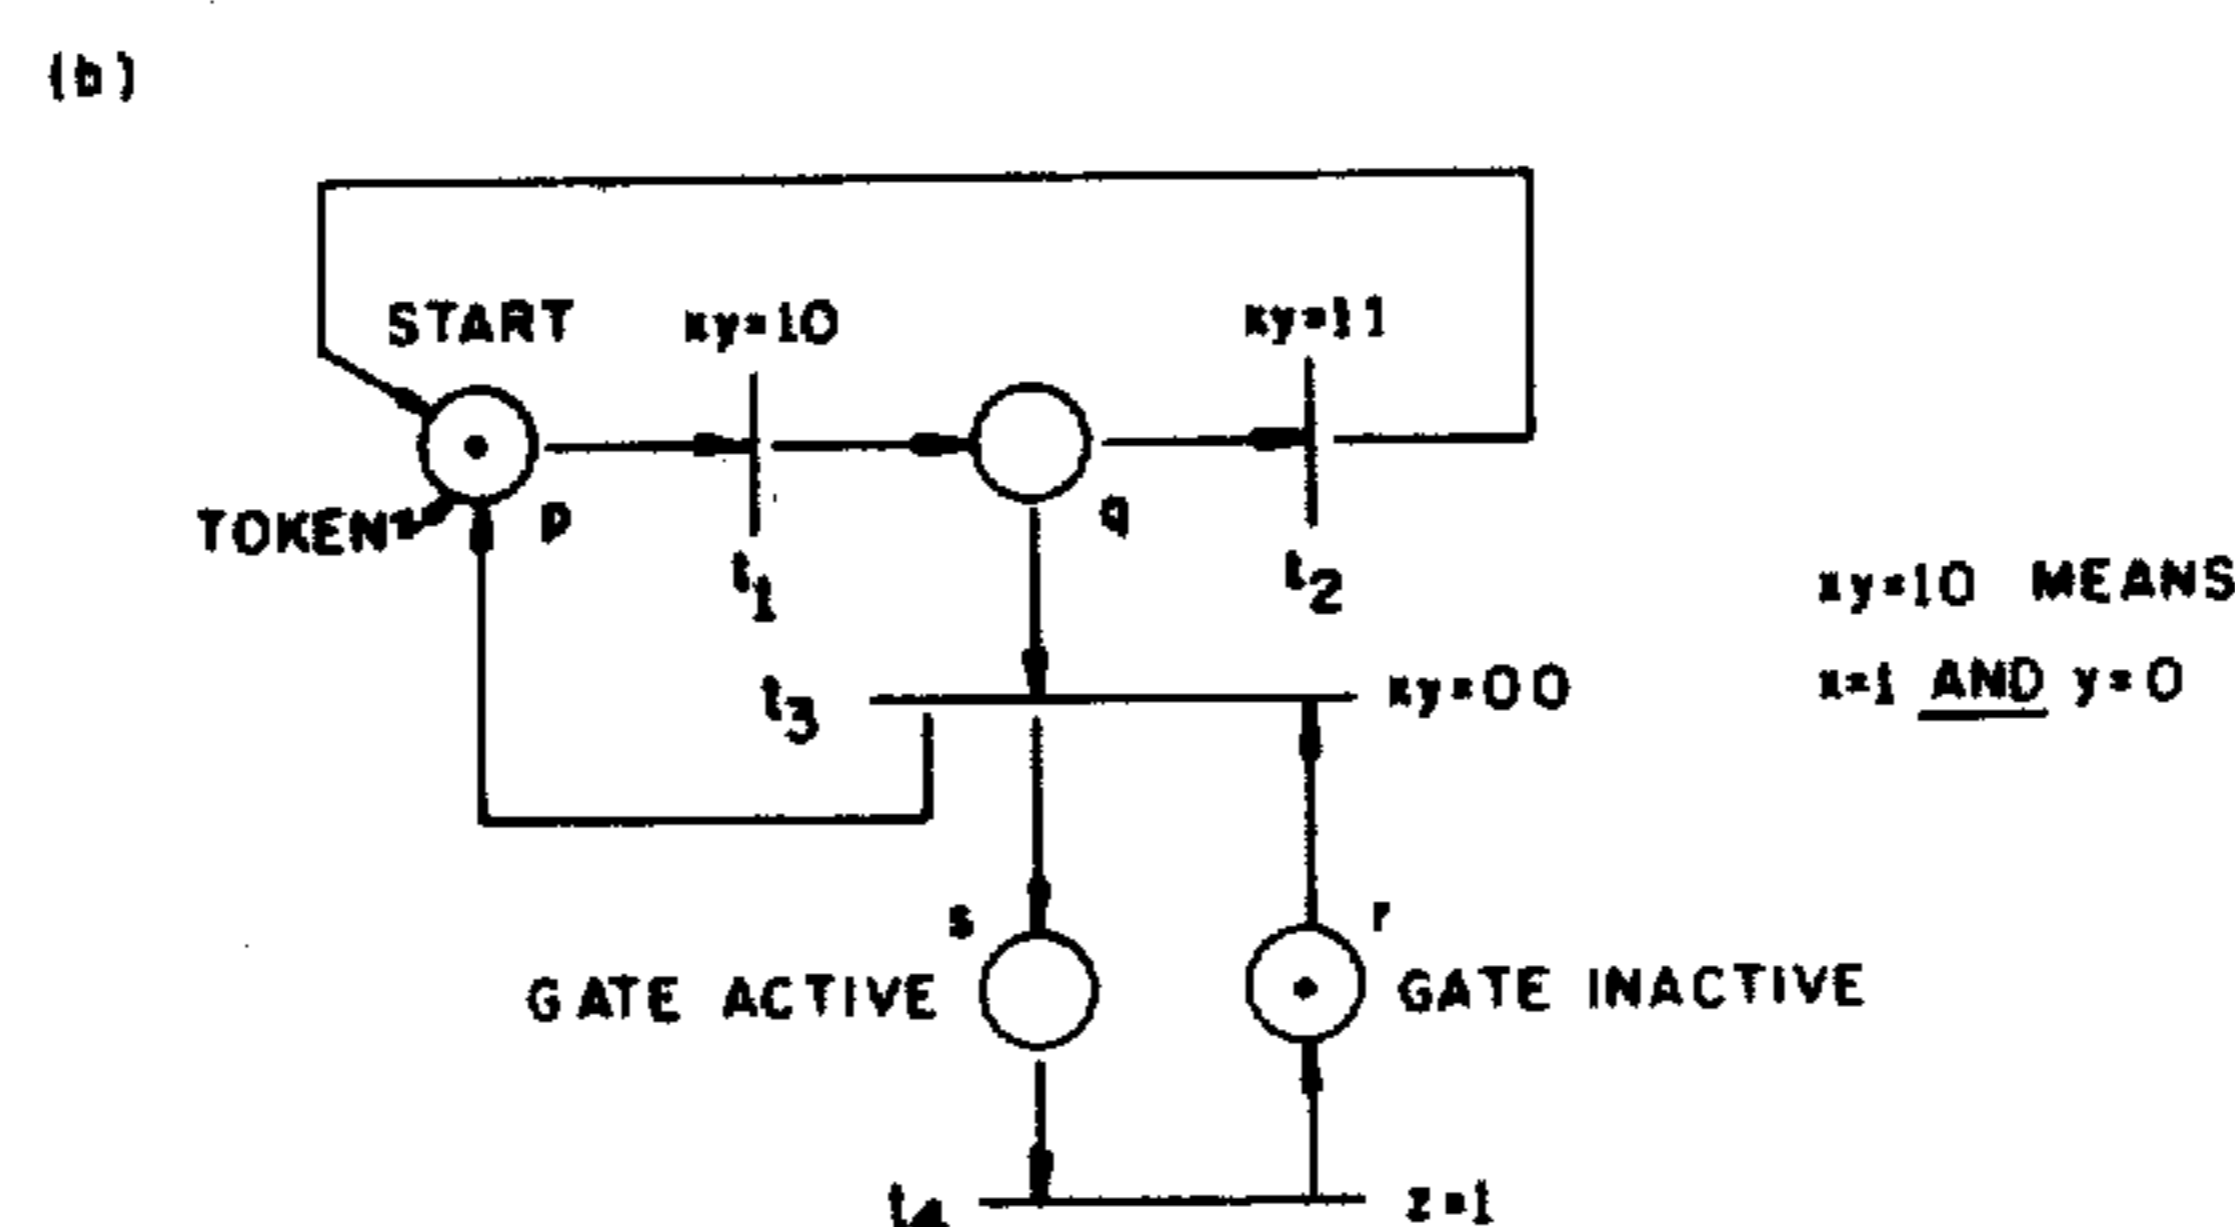 (b)
START
xy=10
xy=11
TOKEN
p
q
t1
t2
xy=10 MEANS
x=1 AND y=0
t3
xy=00
s
r
GATE ACTIVE
GATE INACTIVE
t4
z=1